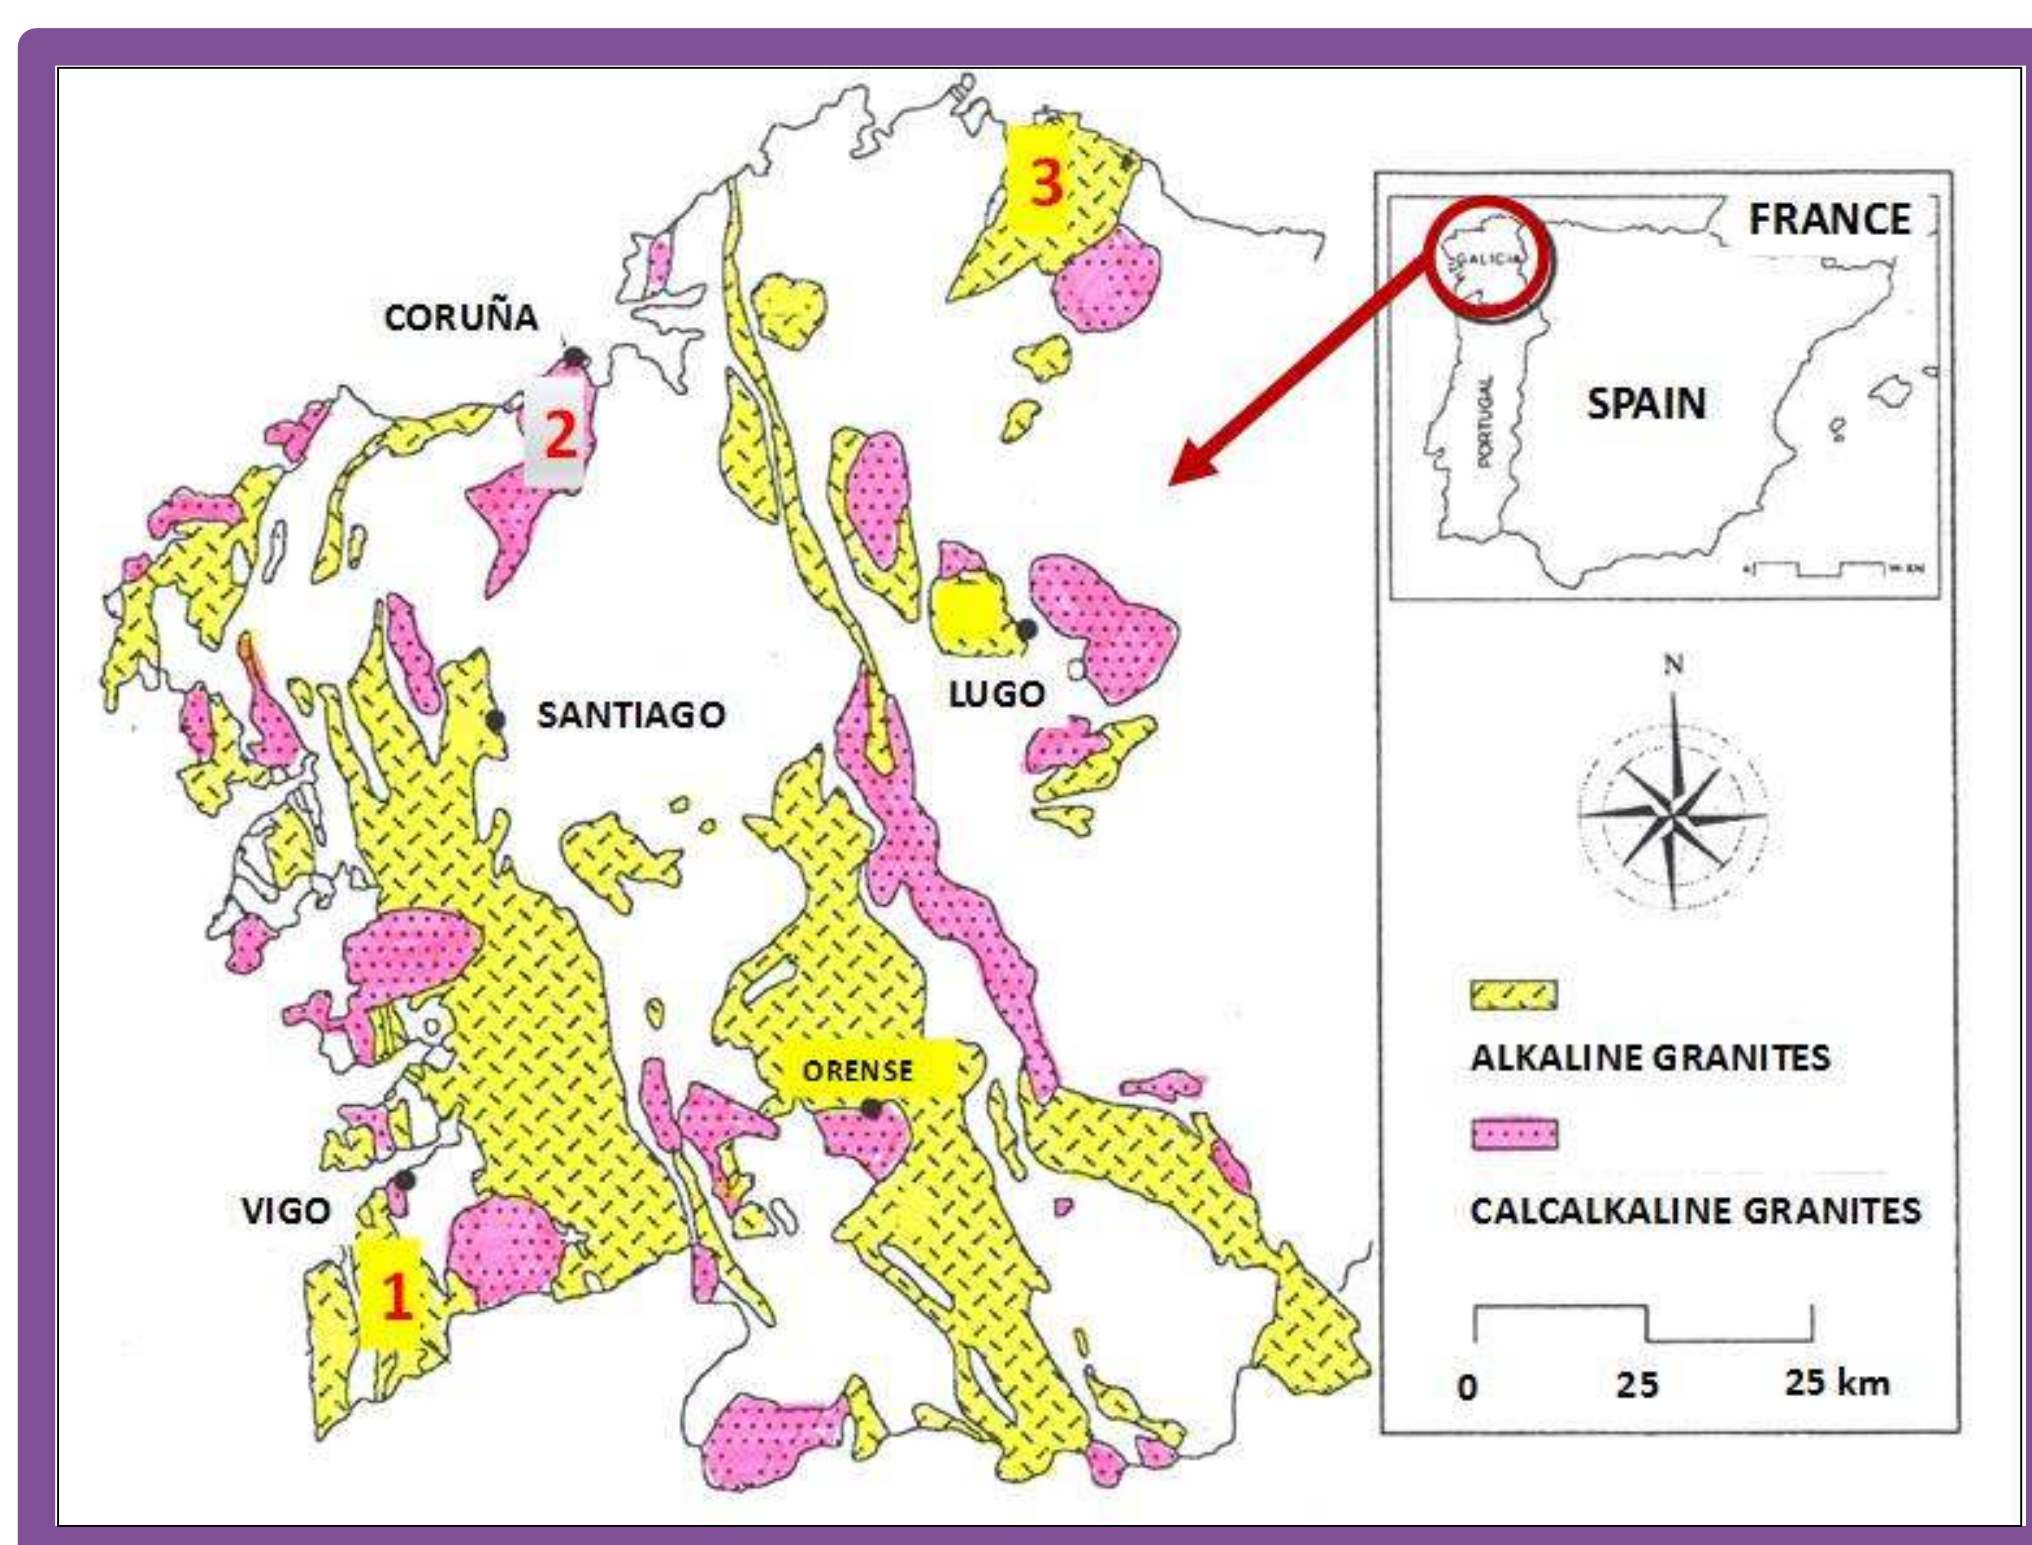 3
FRANCE
GALICIA
CORUÑA
SPAIN
PORTUGAL
2
N
LUGO
SANTIAGO
ALKALINE GRANITES
ORENSE
VIGO
CALCALKALINE GRANITES
1
0 25 25 km